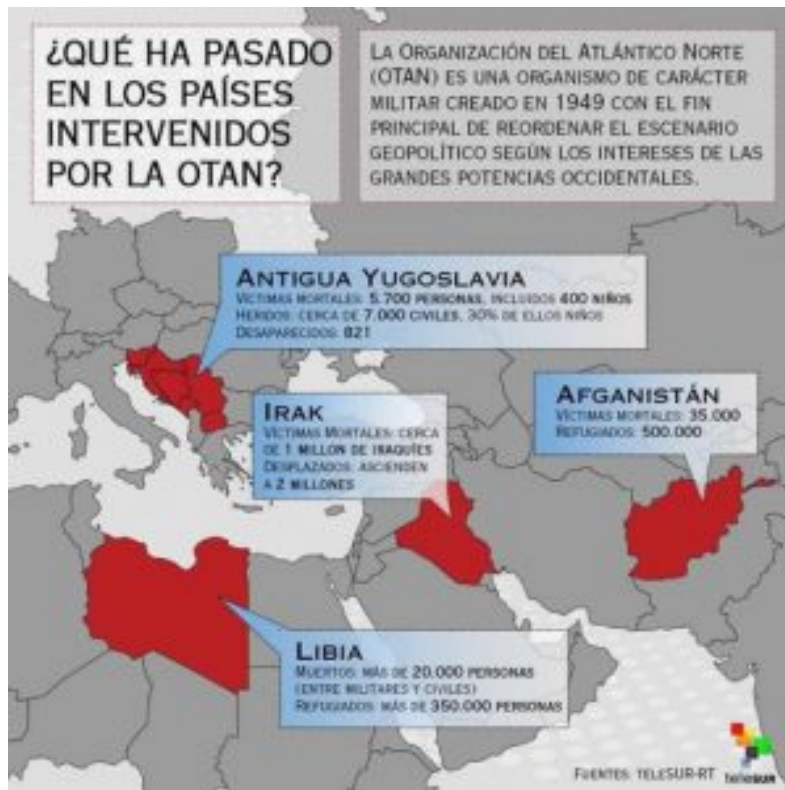 ¿QUÉ HA PASADO
EN LOS PAÍSES
INTERVENIDOS
POR LA OTAN?
LA ORGANIZACIÓN DEL ATLÁNTICO NORTE
(OTAN) ES UNA ORGANISMO DE CARÁCTER
MILITAR CREADO EN 1949 CON EL FIN
PRINCIPAL DE REORDENAR EL ESCENARIO
GEOPOLÍTICO SEGÚN LOS INTERESES DE LAS
GRANDES POTENCIAS OCCIDENTALES.
ANTIGUA YUGOSLAVIA
VÍCTIMAS MORTALES: 5.700 PERSONAS, INCLUIDOS 400 NIÑOS
HERIDOS: CERCA DE 7.000 CIVILES, 30% DE ELLOS NIÑOS
DESAPARECIDOS: 821
IRAK
VÍCTIMAS MORTALES: CERCA
DE 1 MILLON DE IRAQUÍES
DESPLAZADOS: ASCIENDEN
A 2 MILLONES
AFGANISTÁN
VÍCTIMAS MORTALES: 35.000
REFUGIADOS: 500.000
LIBIA
MUERTOS: MÁS DE 20.000 PERSONAS
(ENTRE MILITARES Y CIVILES)
REFUGIADOS: MÁS DE 350.000 PERSONAS
FUENTES: TELESUR-RT
teleSUR